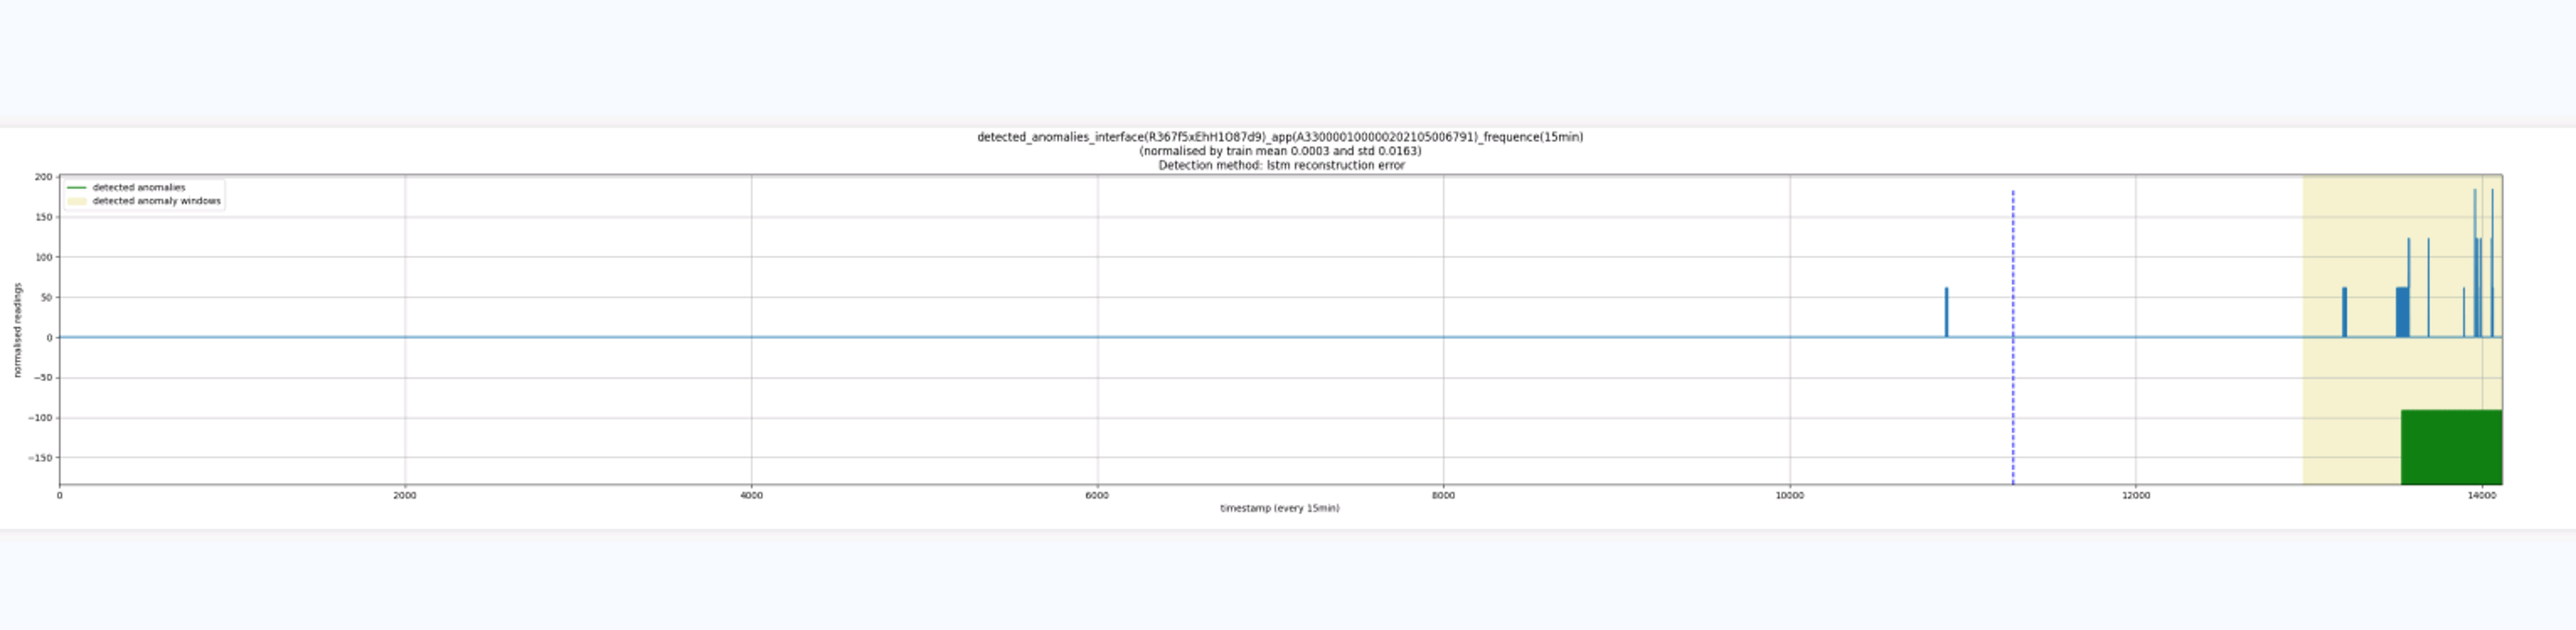 detected_anomalies_interface(R367f5xEhH1O87d9)_app(A330000100000202105006791)_frequence(15min)
(normalised by train mean 0.0003 and std 0.0163)
Detection method: lstm reconstruction error
detected anomalies
detected anomaly windows
normalised readings
200
150
100
50
0
−50
−100
−150
0 2000 4000 6000 8000 10000 12000 14000
timestamp (every 15min)